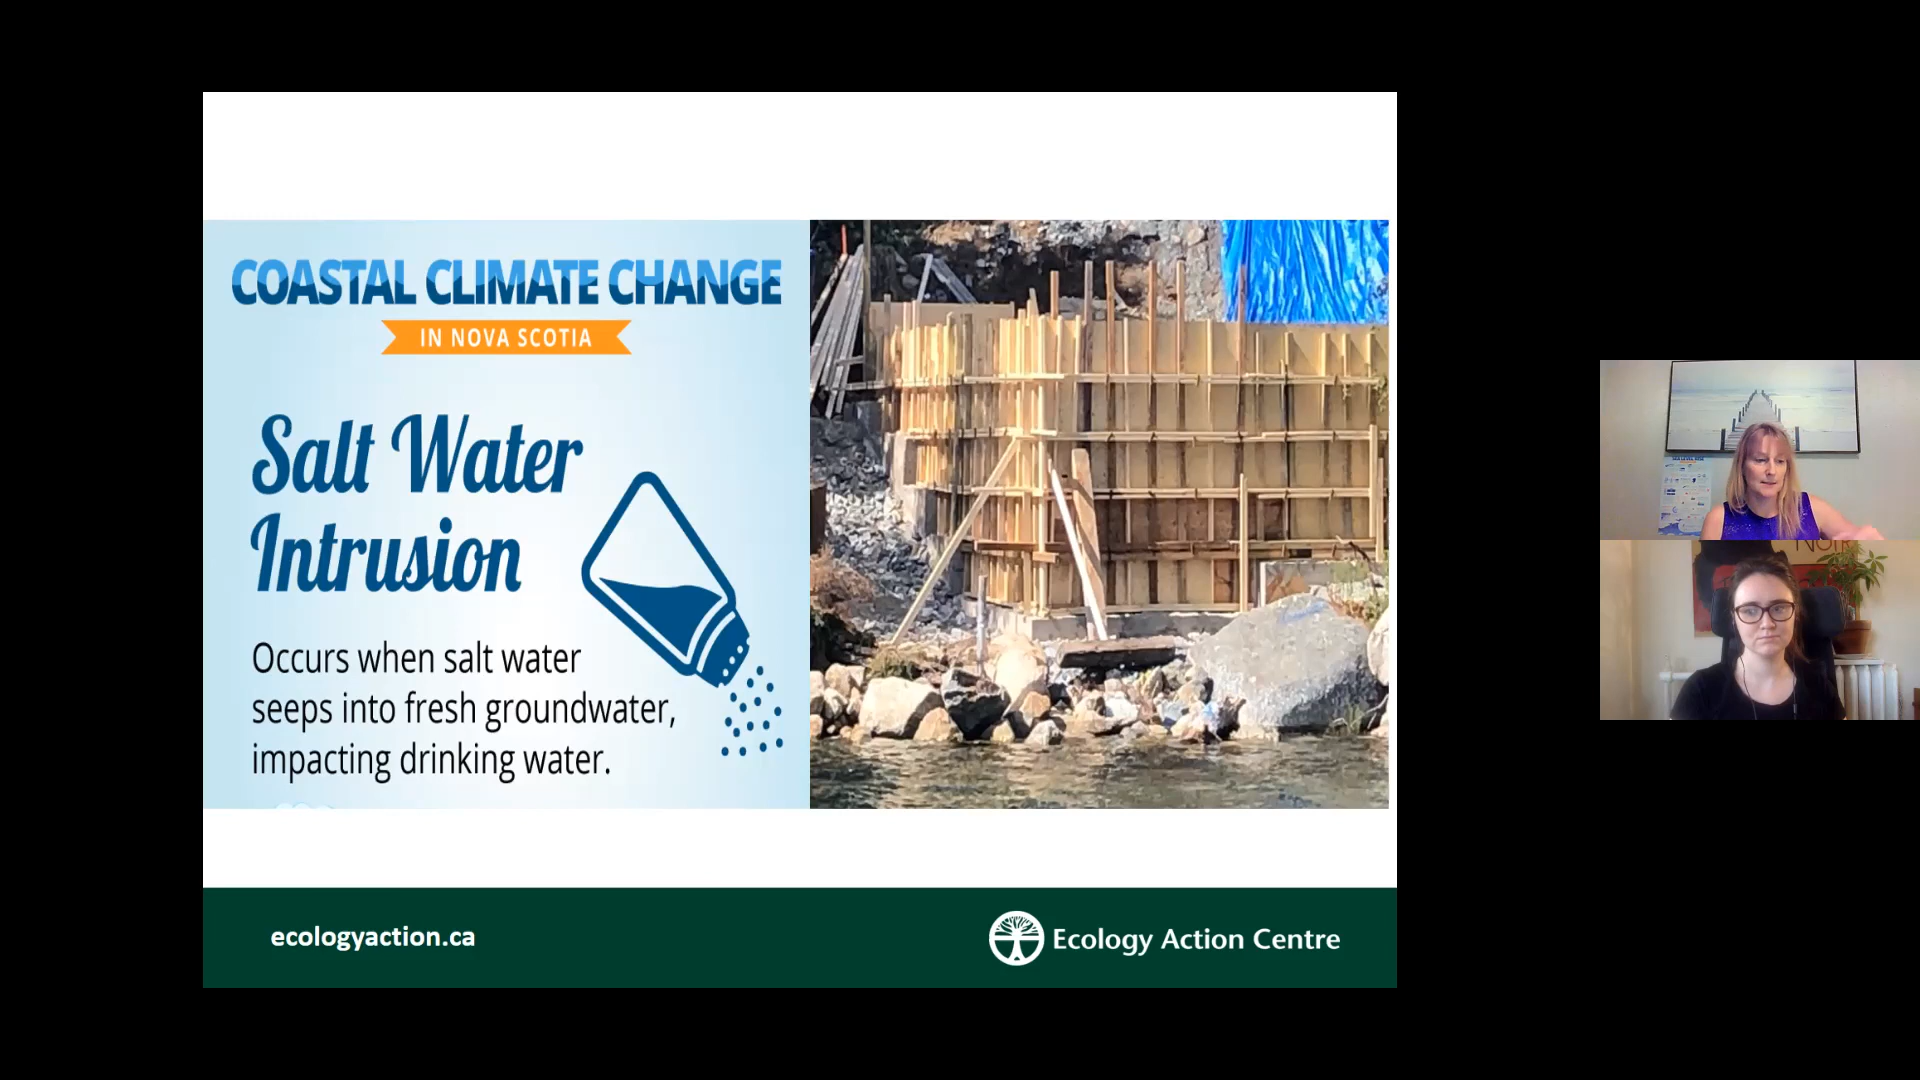 COASTAL CLIMATE CHANGE
IN NOVA SCOTIA
Salt Water
Intrusion
Occurs when salt water
seeps into fresh groundwater,
impacting drinking water.
ecologyaction.ca
Ecology Action Centre